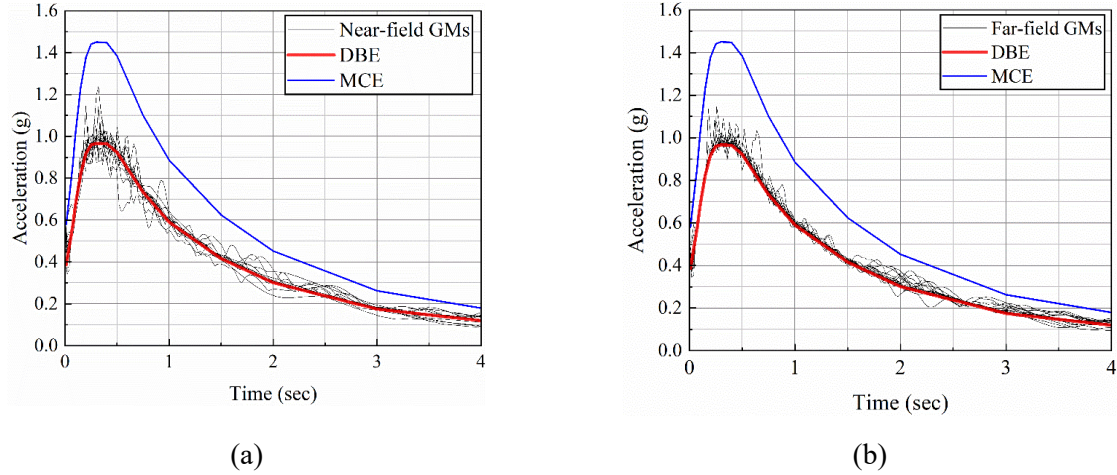 Near-field GMs
DBE
MCE
Acceleration (g)
1.6
1.4
1.2
1.0
0.8
0.6
0.4
0.2
0.0
0 1 2 3 4
Time (sec)
(a)
Far-field GMs
DBE
MCE
Acceleration (g)
1.6
1.4
1.2
1.0
0.8
0.6
0.4
0.2
0.0
0 1 2 3 4
Time (sec)
(b)